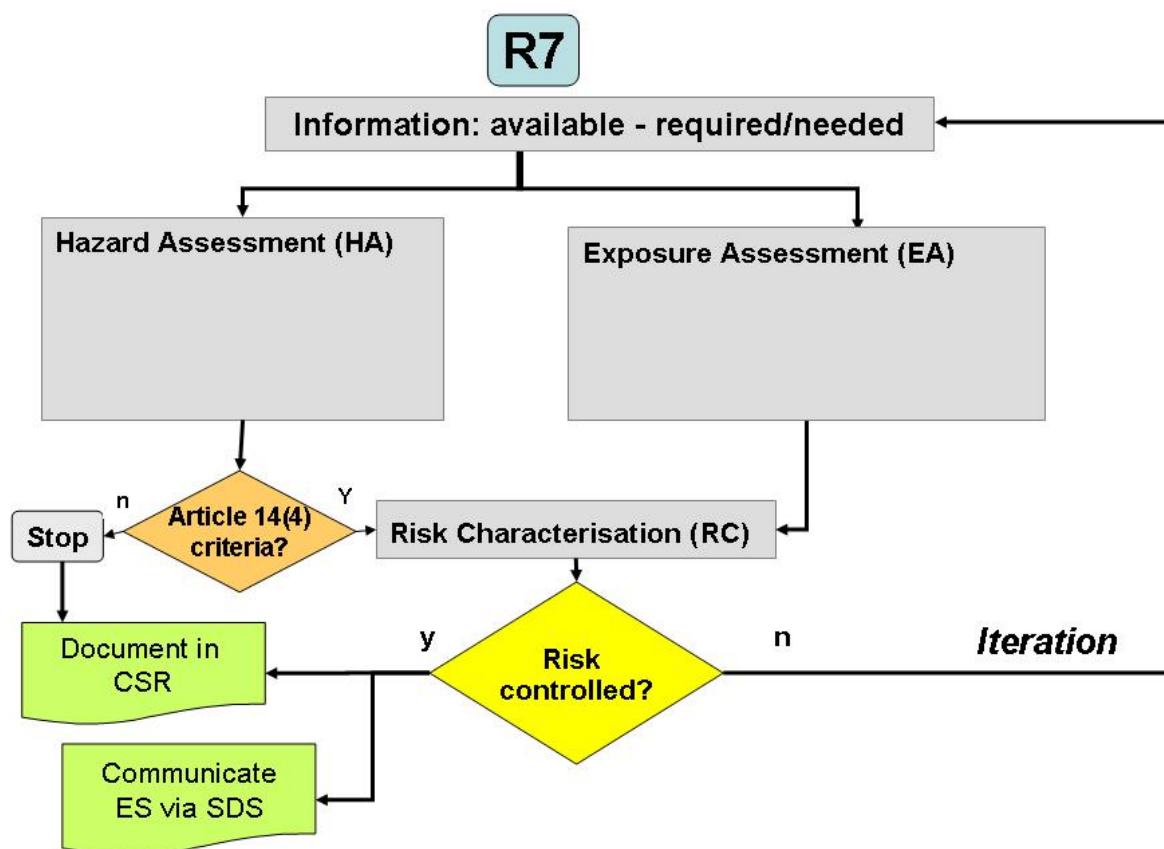 R7
Information: available - required/needed
Hazard Assessment (HA)
Exposure Assessment (EA)
n
Y
Stop
Article 14(4)
criteria?
Risk Characterisation (RC)
Document in
CSR
y
Risk
controlled?
n
Iteration
Communicate
ES via SDS